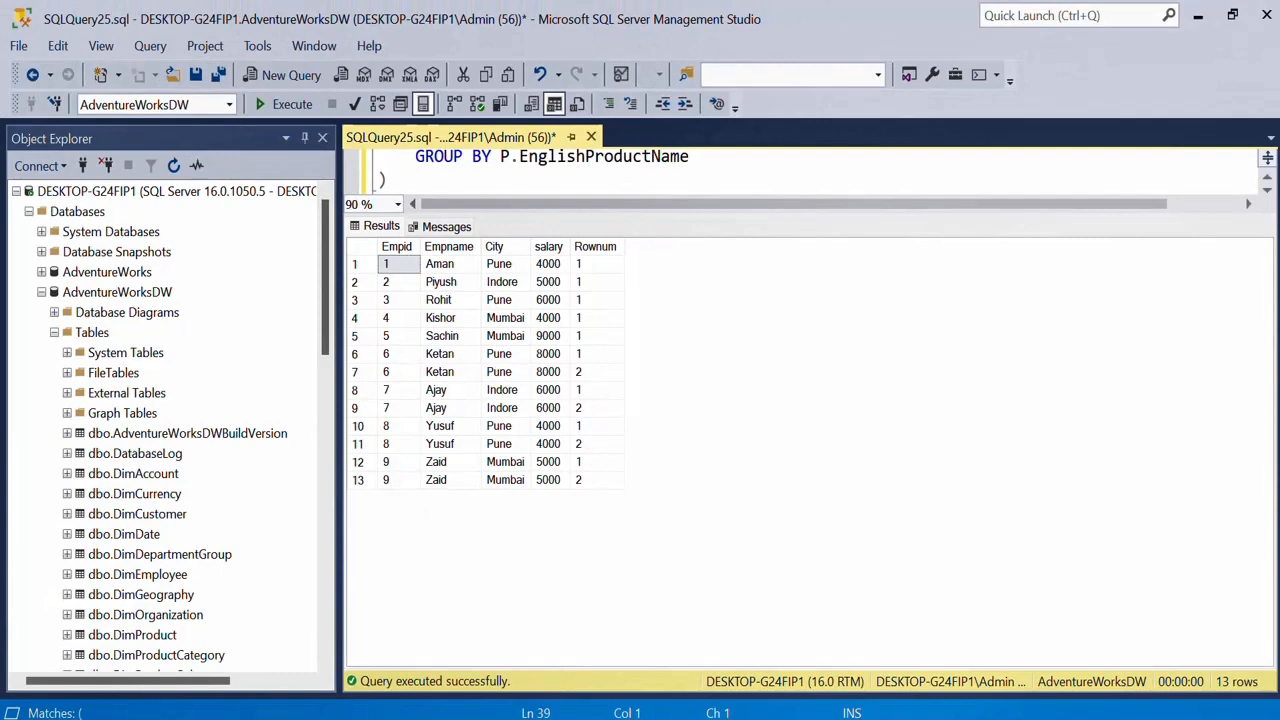 SQLQuery25.sql - DESKTOP-G24FIP1.AdventureWorksDW (DESKTOP-G24FIP1\Admin (56))* - Microsoft SQL Server Management Studio
Quick Launch (Ctrl+Q)
File Edit View Query Project Tools Window Help
New Query MDX DMX XMLA DAX
AdventureWorksDW Execute
Object Explorer
SQLQuery25.sql -...24FIP1\Admin (56))*
Connect
GROUP BY P.EnglishProductName
)
90 %
Results Messages
DESKTOP-G24FIP1 (SQL Server 16.0.1050.5 - DESKTC
Databases
System Databases
Database Snapshots
AdventureWorks
AdventureWorksDW
Database Diagrams
Tables
System Tables
FileTables
External Tables
Graph Tables
dbo.AdventureWorksDWBuildVersion
dbo.DatabaseLog
dbo.DimAccount
dbo.DimCurrency
dbo.DimCustomer
dbo.DimDate
dbo.DimDepartmentGroup
dbo.DimEmployee
dbo.DimGeography
dbo.DimOrganization
dbo.DimProduct
dbo.DimProductCategory
Empid Empname City salary Rownum
1 1 Aman Pune 4000 1
2 2 Piyush Indore 5000 1
3 3 Rohit Pune 6000 1
4 4 Kishor Mumbai 4000 1
5 5 Sachin Mumbai 9000 1
6 6 Ketan Pune 8000 1
7 6 Ketan Pune 8000 2
8 7 Ajay Indore 6000 1
9 7 Ajay Indore 6000 2
10 8 Yusuf Pune 4000 1
11 8 Yusuf Pune 4000 2
12 9 Zaid Mumbai 5000 1
13 9 Zaid Mumbai 5000 2
Query executed successfully. DESKTOP-G24FIP1 (16.0 RTM) DESKTOP-G24FIP1\Admin ... AdventureWorksDW 00:00:00 13 rows
Matches: ( Ln 39 Col 1 Ch 1 INS